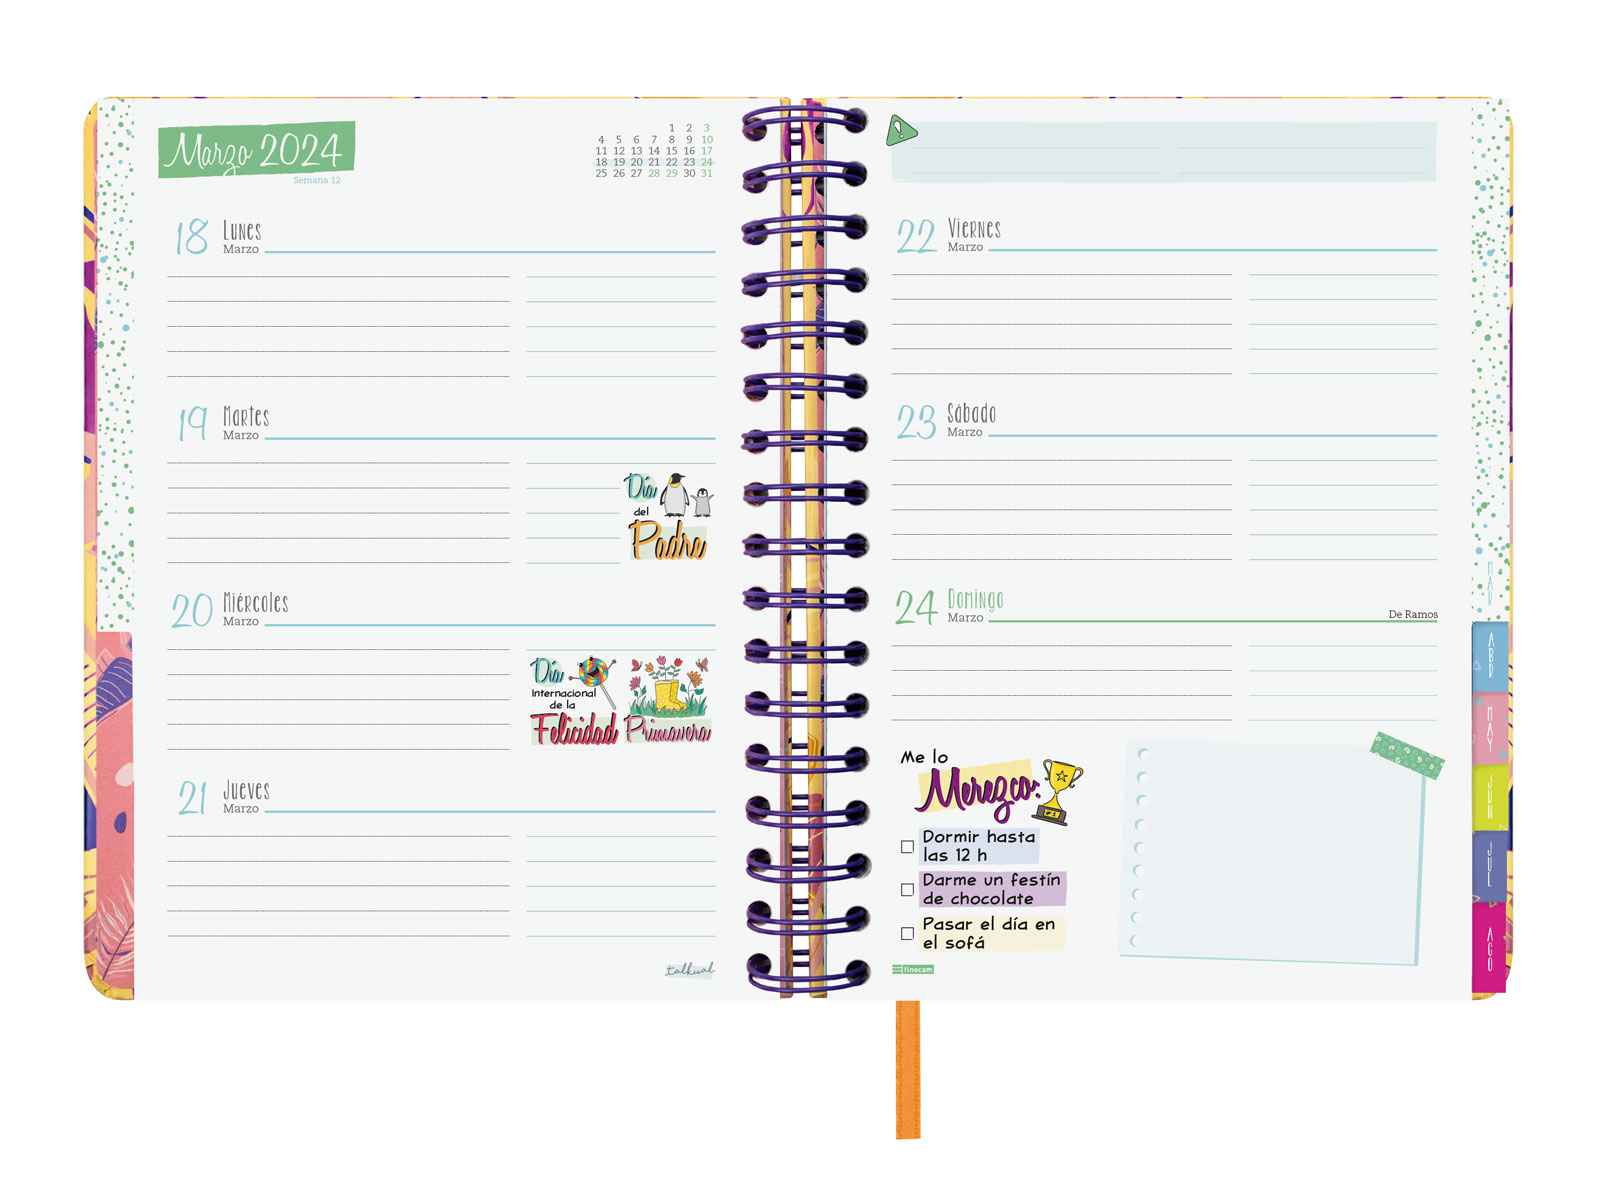 Marzo 2024
Semana 12
1 2 3
4 5 6 7 8 9 10
11 12 13 14 15 16 17
18 19 20 21 22 23 24
25 26 27 28 29 30 31
18 Lunes
Marzo
19 Martes
Marzo
Día
del
Padre
20 Miércoles
Marzo
Día
Internacional
de la
Felicidad
Primavera
21 Jueves
Marzo
talkual
22 Viernes
Marzo
23 Sábado
Marzo
24 Domingo
Marzo
De Ramos
Me lo
Merezco:
Nº1
Dormir hasta
las 12 h
Darme un festín
de chocolate
Pasar el día en
el sofá
finocam
MAR
ABR
MAY
JUN
JUL
AGO